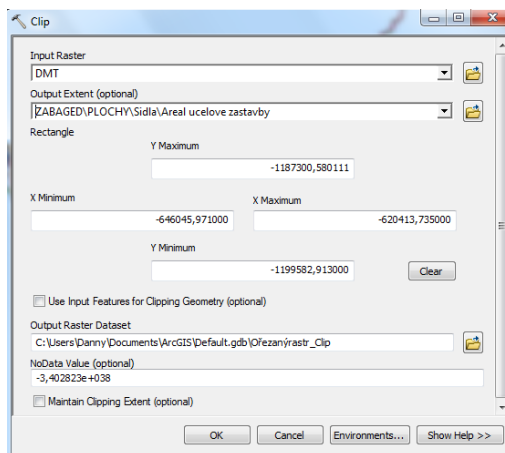 Clip
Input Raster
DMT
Output Extent (optional)
ZABAGED\PLOCHY\Sidla\Areal ucelove zastavby
Rectangle
Y Maximum
-1187300,580111
X Minimum
X Maximum
-646045,971000
-620413,735000
Y Minimum
-1199582,913000
Clear
Use Input Features for Clipping Geometry (optional)
Output Raster Dataset
C:\Users\Danny\Documents\ArcGIS\Default.gdb\Ořezanýrastr_Clip
NoData Value (optional)
-3,402823e+038
Maintain Clipping Extent (optional)
OK
Cancel
Environments...
Show Help >>